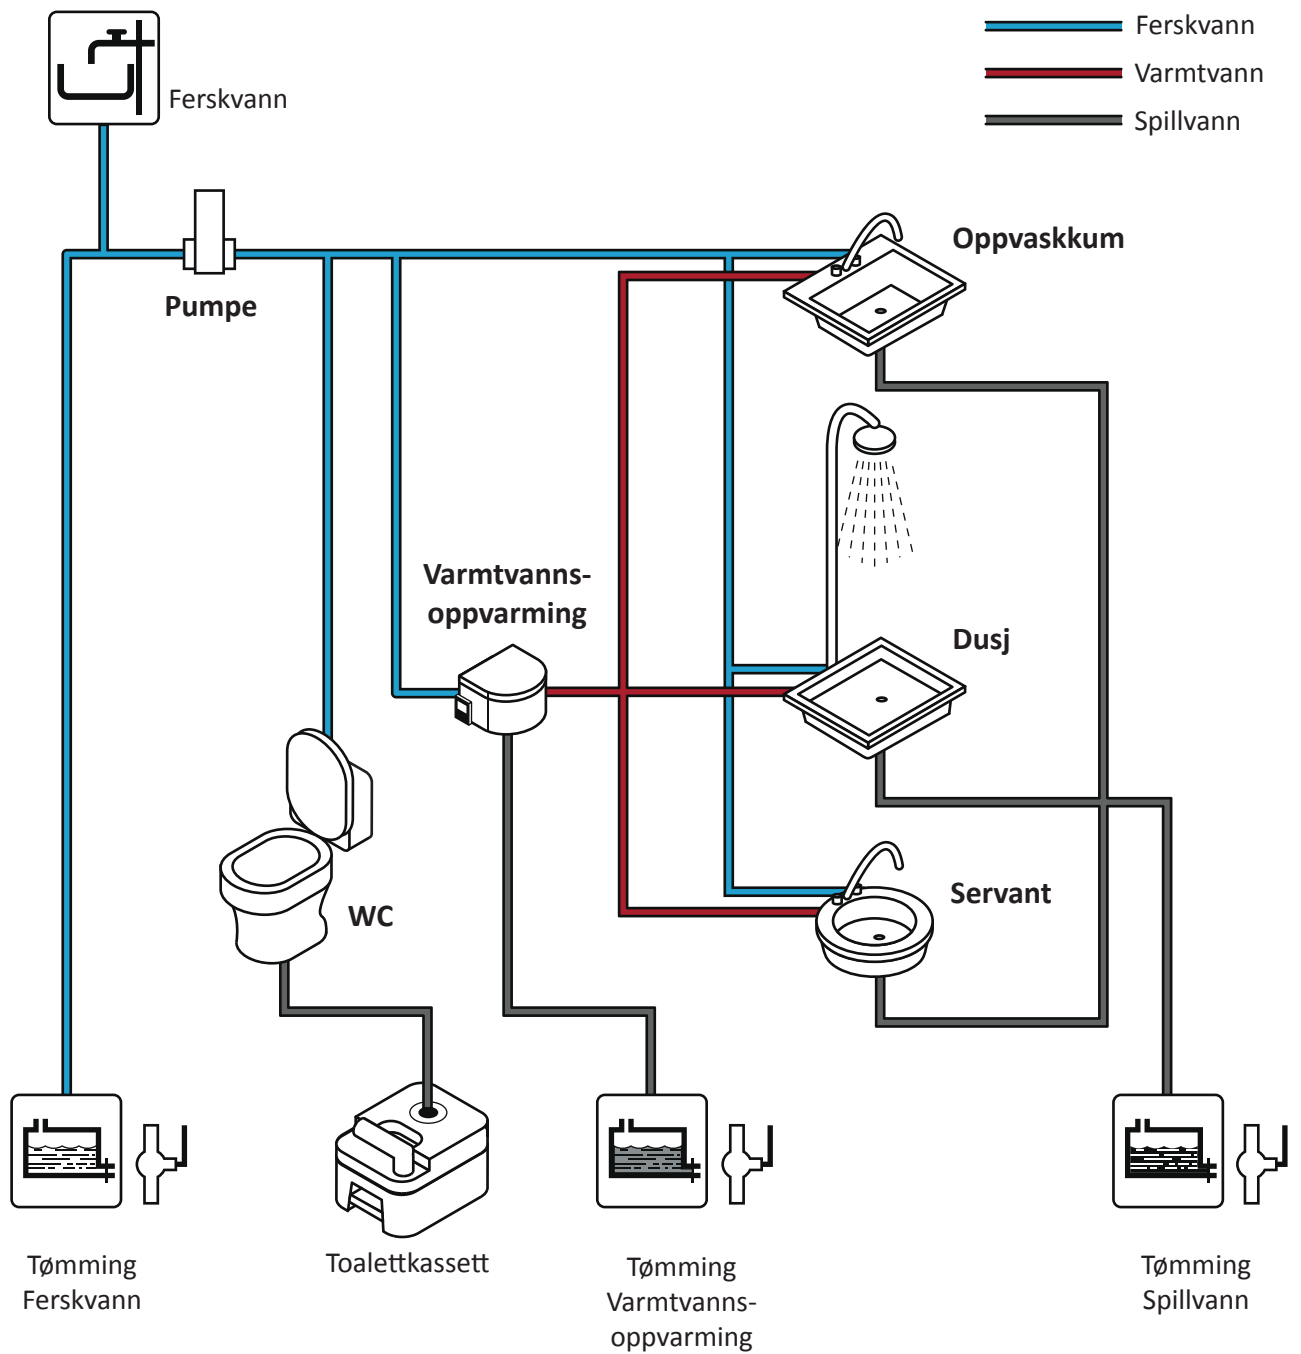 Ferskvann
Varmtvann
Spillvann
Ferskvann
Pumpe
Oppvaskkum
Varmtvanns-
oppvarming
Dusj
WC
Servant
Tømming
Ferskvann
Toalettkassett
Tømming
Varmtvanns-
oppvarming
Tømming
Spillvann